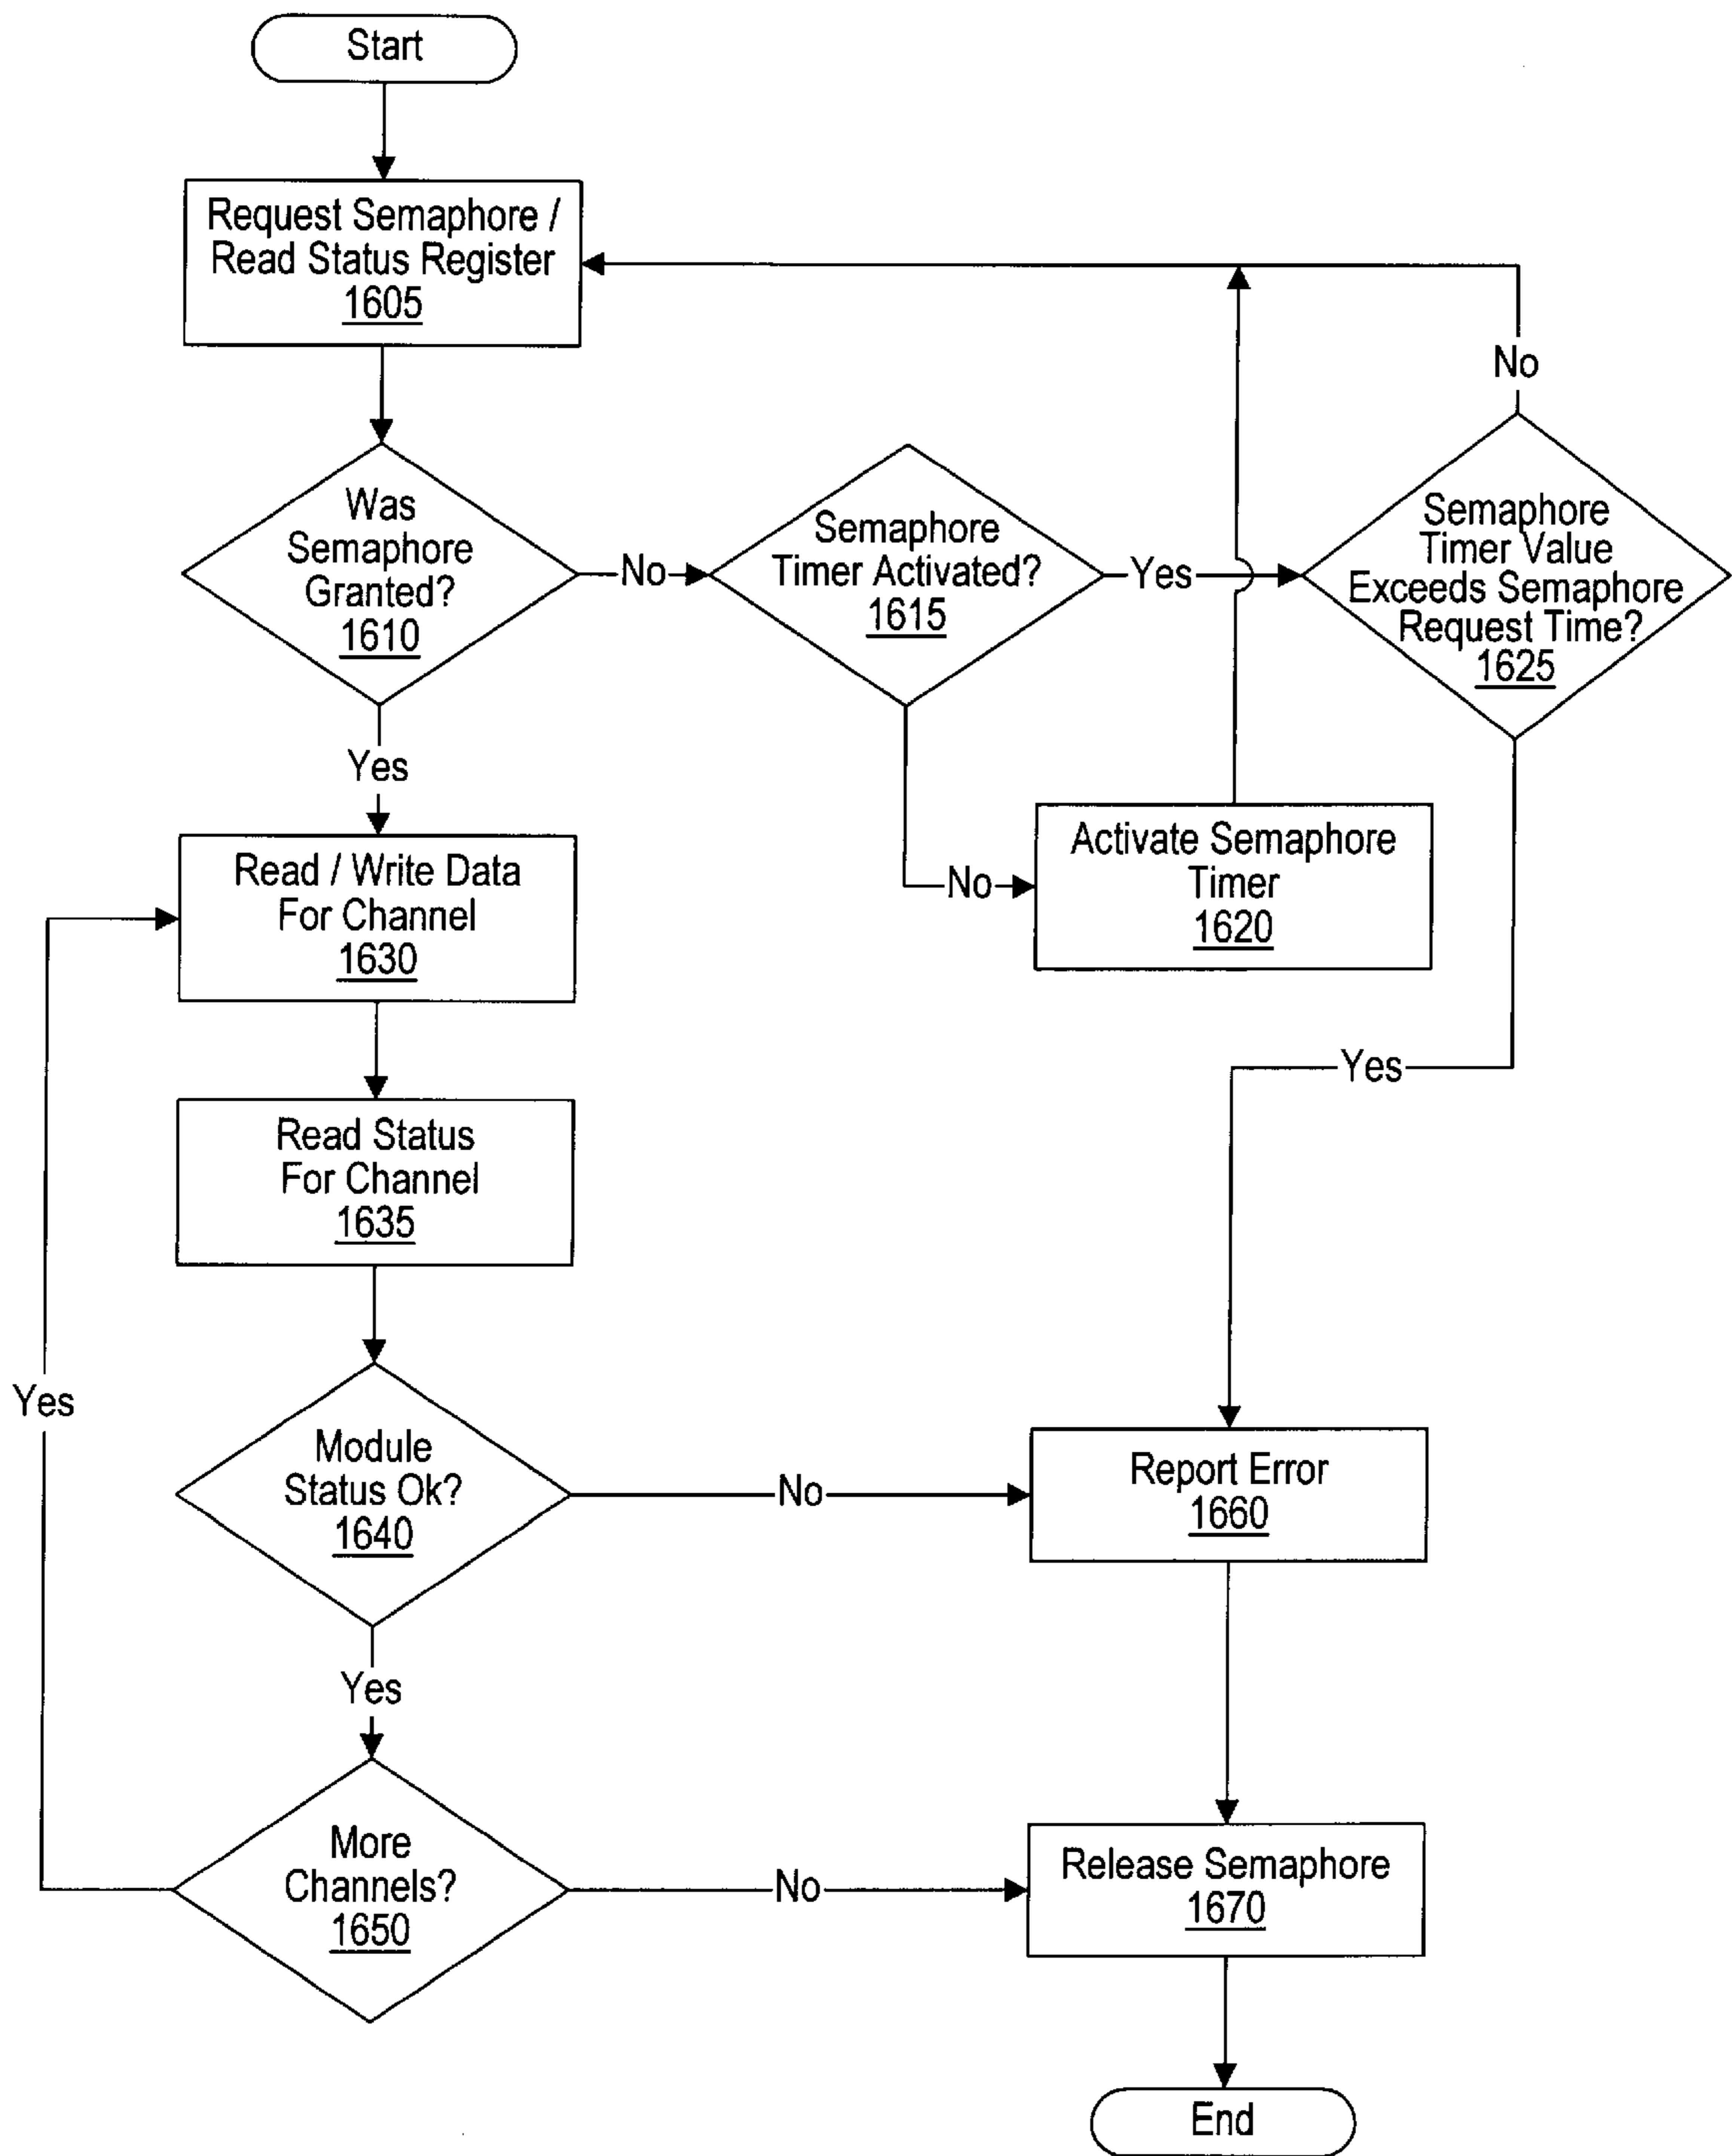 Start
Request Semaphore /
Read Status Register
1605
No
Was
Semaphore
Granted?
1610
No
Semaphore
Timer Activated?
1615
Yes
Semaphore
Timer Value
Exceeds Semaphore
Request Time?
1625
Yes
Read / Write Data
For Channel
1630
No
Activate Semaphore
Timer
1620
Yes
Read Status
For Channel
1635
Yes
Module
Status Ok?
1640
No
Report Error
1660
Yes
More
Channels?
1650
No
Release Semaphore
1670
End